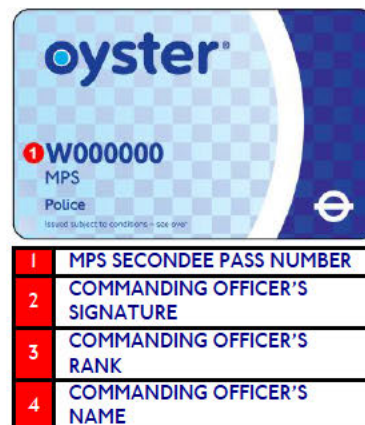 oyster®
1 W000000
MPS
Police
Issued subject to conditions - see over
1 MPS SECONDEE PASS NUMBER
2 COMMANDING OFFICER'S
SIGNATURE
3 COMMANDING OFFICER'S
RANK
4 COMMANDING OFFICER'S
NAME